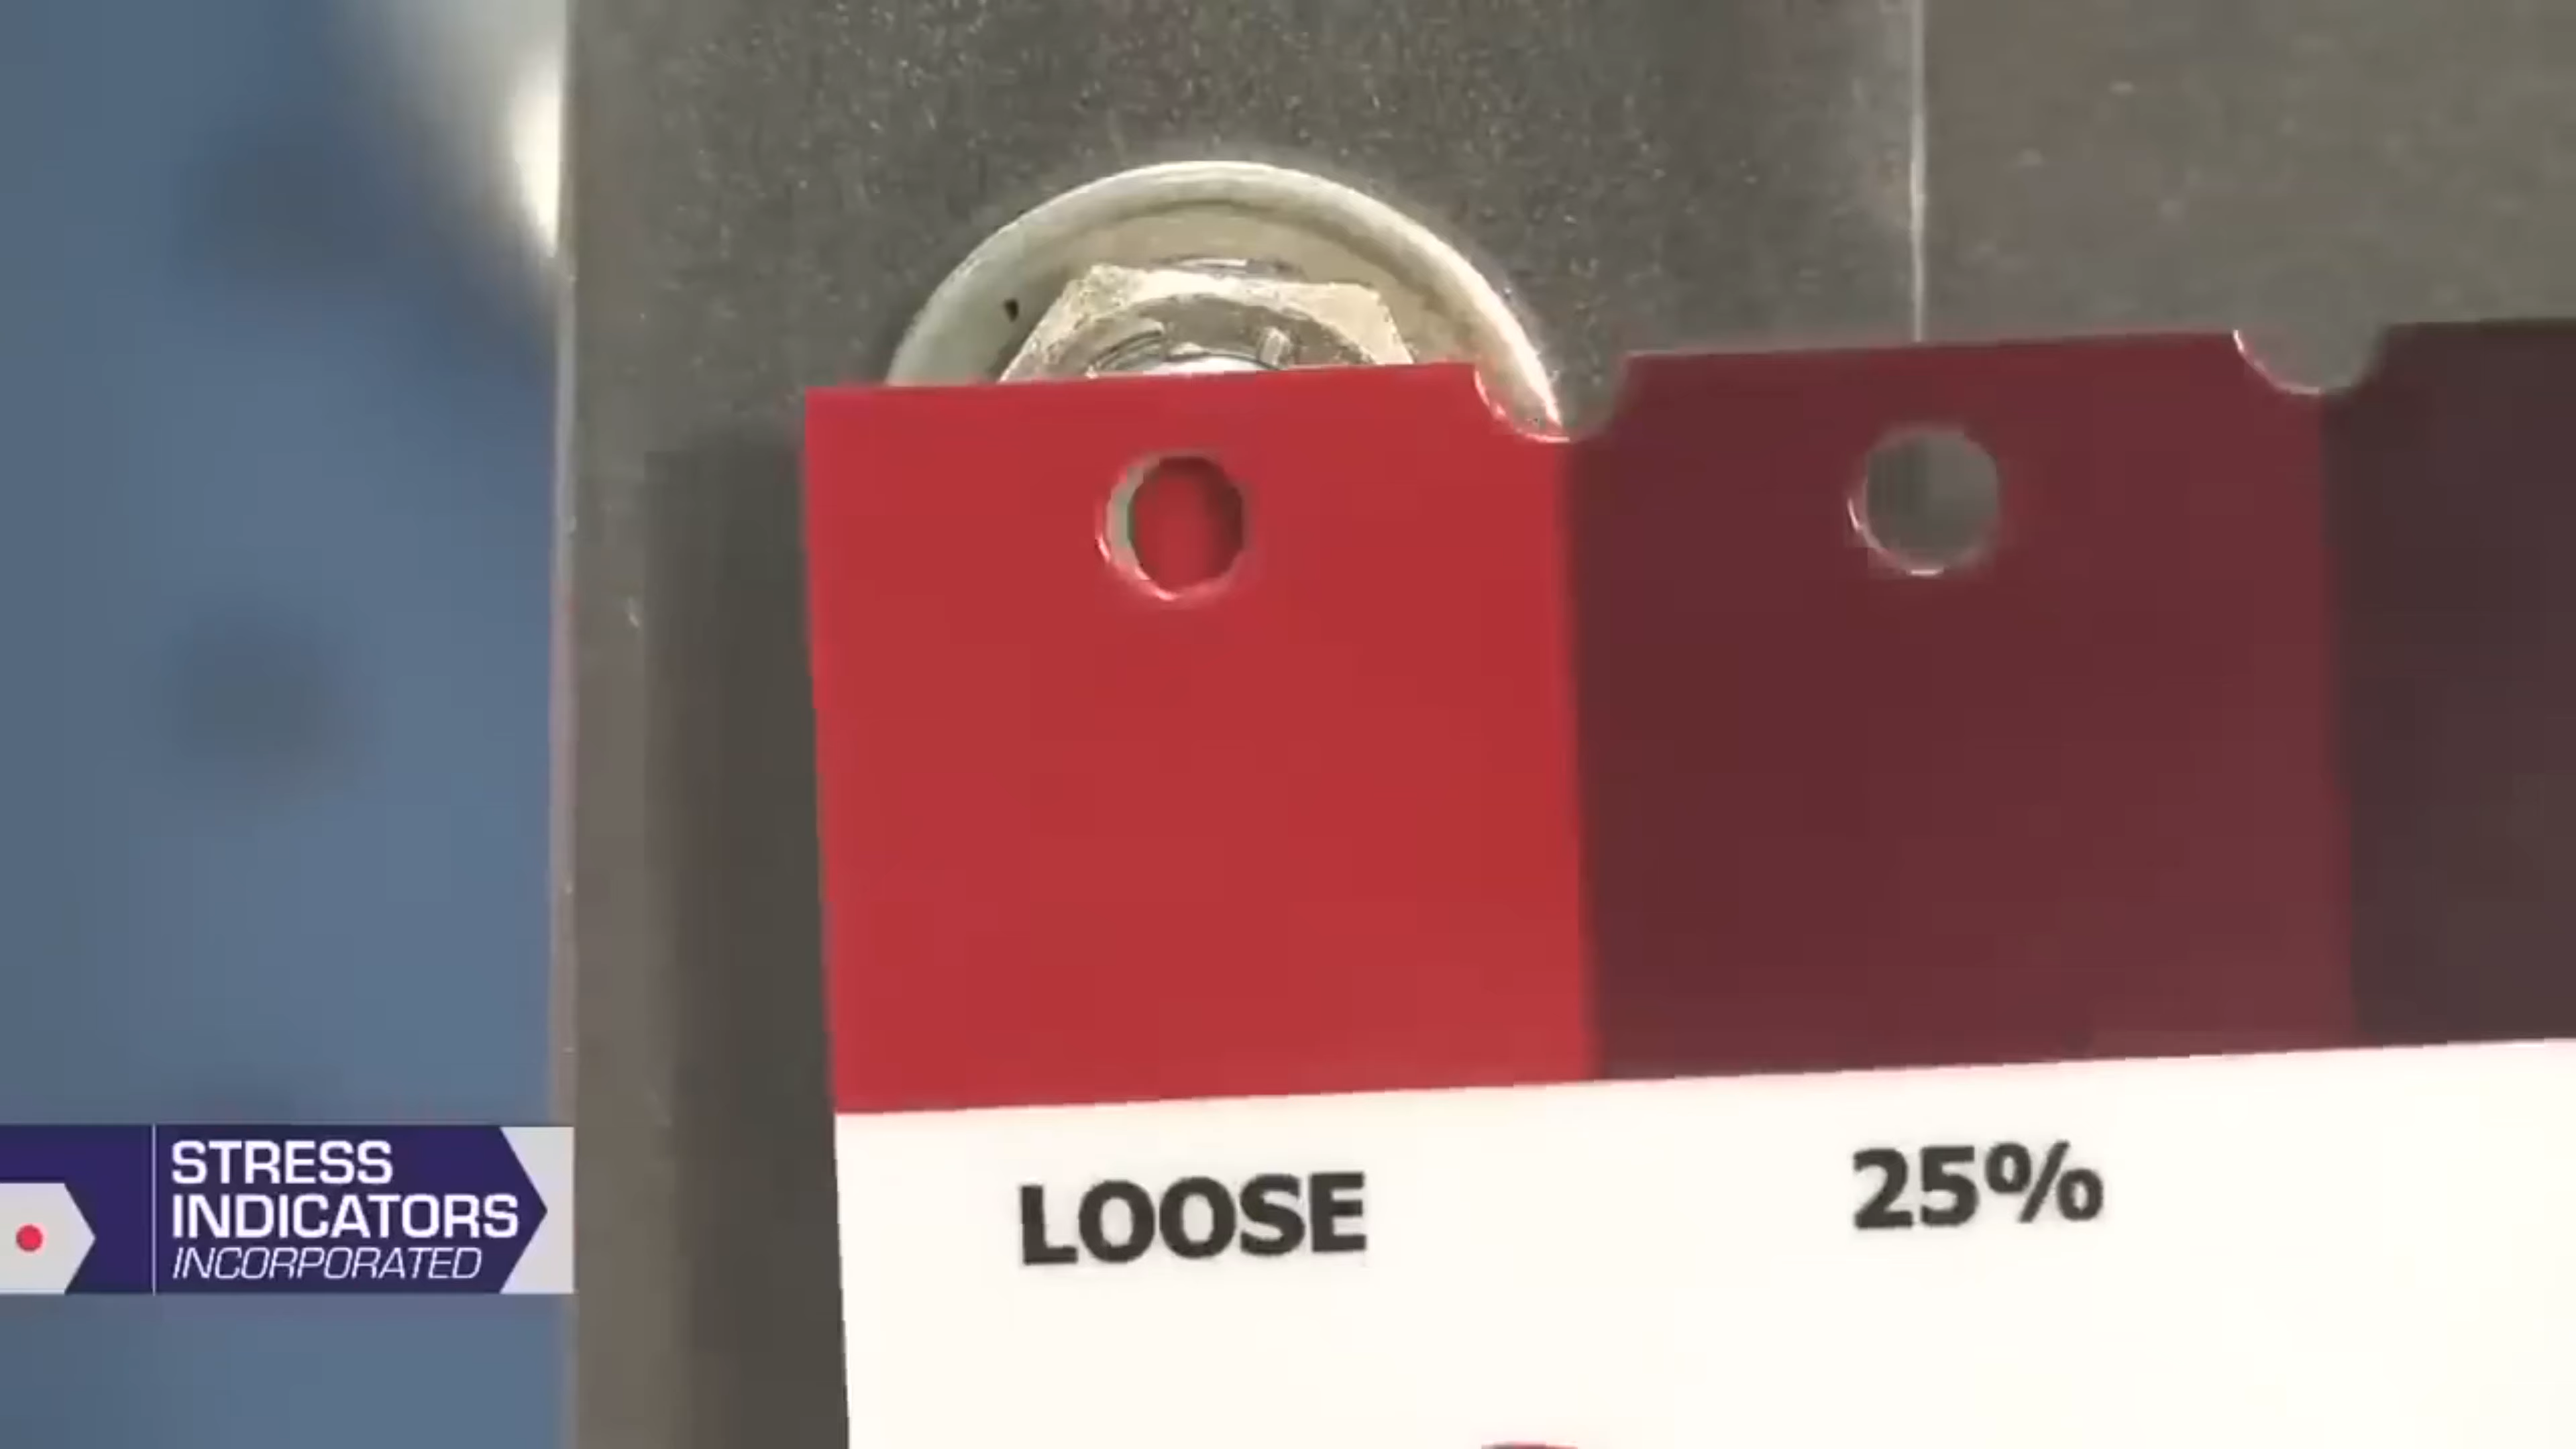 LOOSE
25%
STRESS
INDICATORS
INCORPORATED